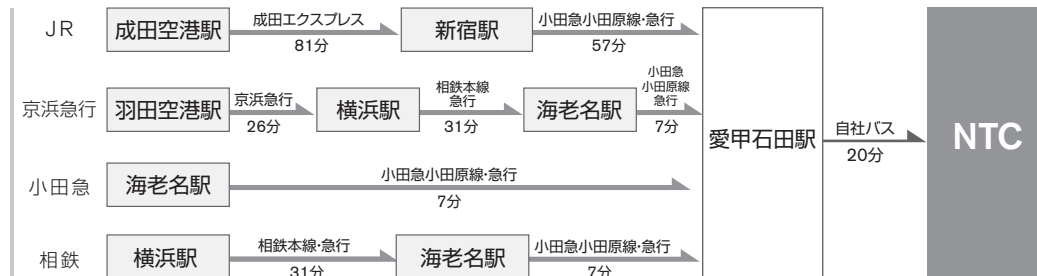 JR 成田空港駅 成田エクスプレス 81分 新宿駅 小田急小田原線・急行 57分
京浜急行 羽田空港駅 京浜急行 26分 横浜駅 相鉄本線 急行 31分 海老名駅 小田急 小田原線 急行 7分
愛甲石田駅 自社バス 20分 NTC
小田急 海老名駅 小田急小田原線・急行 7分
相鉄 横浜駅 相鉄本線・急行 31分 海老名駅 小田急小田原線・急行 7分